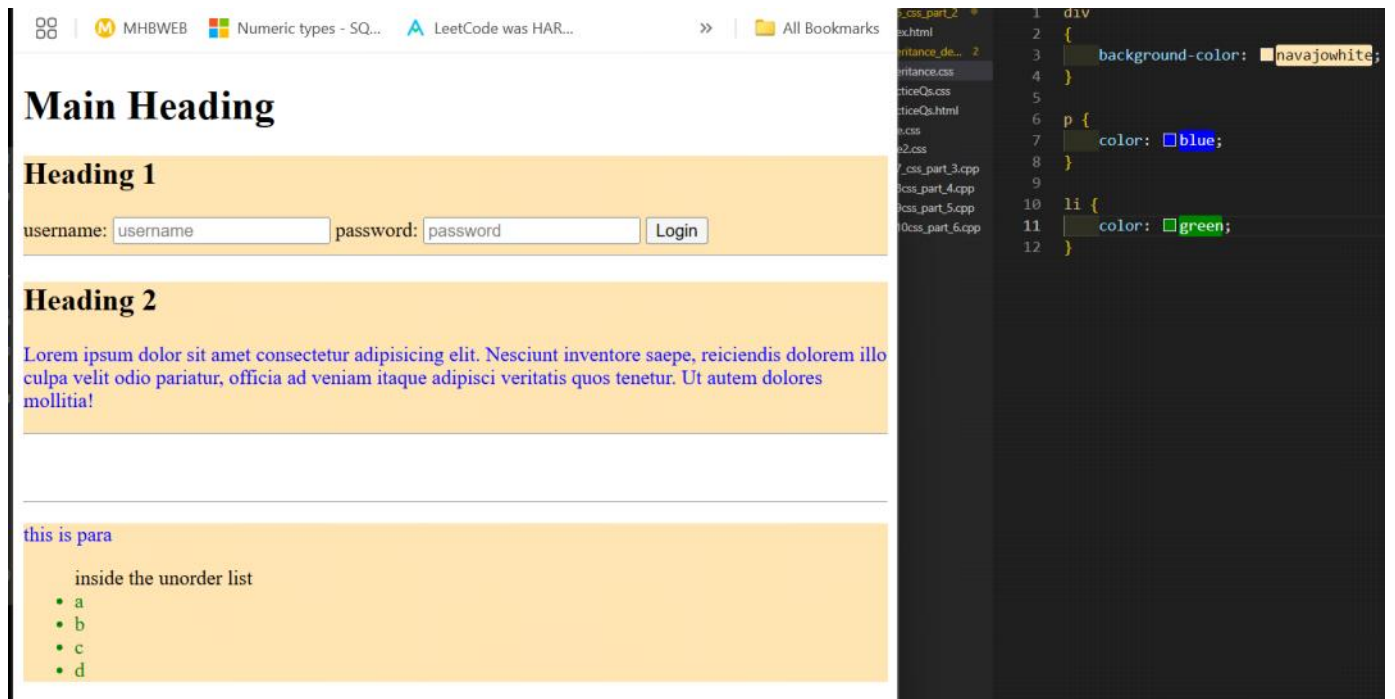 MHBWEB Numeric types - SQ... LeetCode was HAR... » All Bookmarks
Main Heading
Heading 1
username: username password: password Login
Heading 2
Lorem ipsum dolor sit amet consectetur adipisicing elit. Nesciunt inventore saepe, reiciendis dolorem illo
culpa velit odio pariatur, officia ad veniam itaque adipisci veritatis quos tenetur. Ut autem dolores
mollitia!
this is para
inside the unorder list
• a
• b
• c
• d
_css_part_2
ex.html
eritance_de... 2
eritance.css
cticeQs.css
cticeQs.html
e.css
e2.css
7_css_part_3.cpp
8css_part_4.cpp
9css_part_5.cpp
10css_part_6.cpp
1 div
2 {
3 background-color: navajowhite;
4 }
5
6 p {
7 color: blue;
8 }
9
10 li {
11 color: green;
12 }